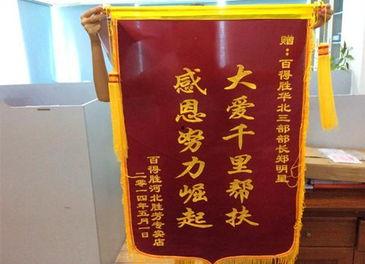 赠：百得胜华北三部部长郑明星
大爱千里帮扶
感恩努力崛起
百得胜河北胜芳专卖店
二零一四年五月一日